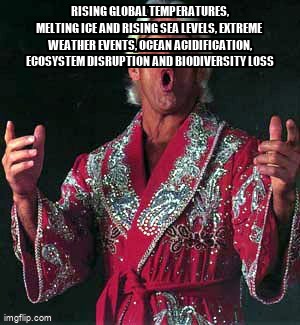 RISING GLOBAL TEMPERATURES,
MELTING ICE AND RISING SEA LEVELS, EXTREME
WEATHER EVENTS, OCEAN ACIDIFICATION,
ECOSYSTEM DISRUPTION AND BIODIVERSITY LOSS
imgflip.com